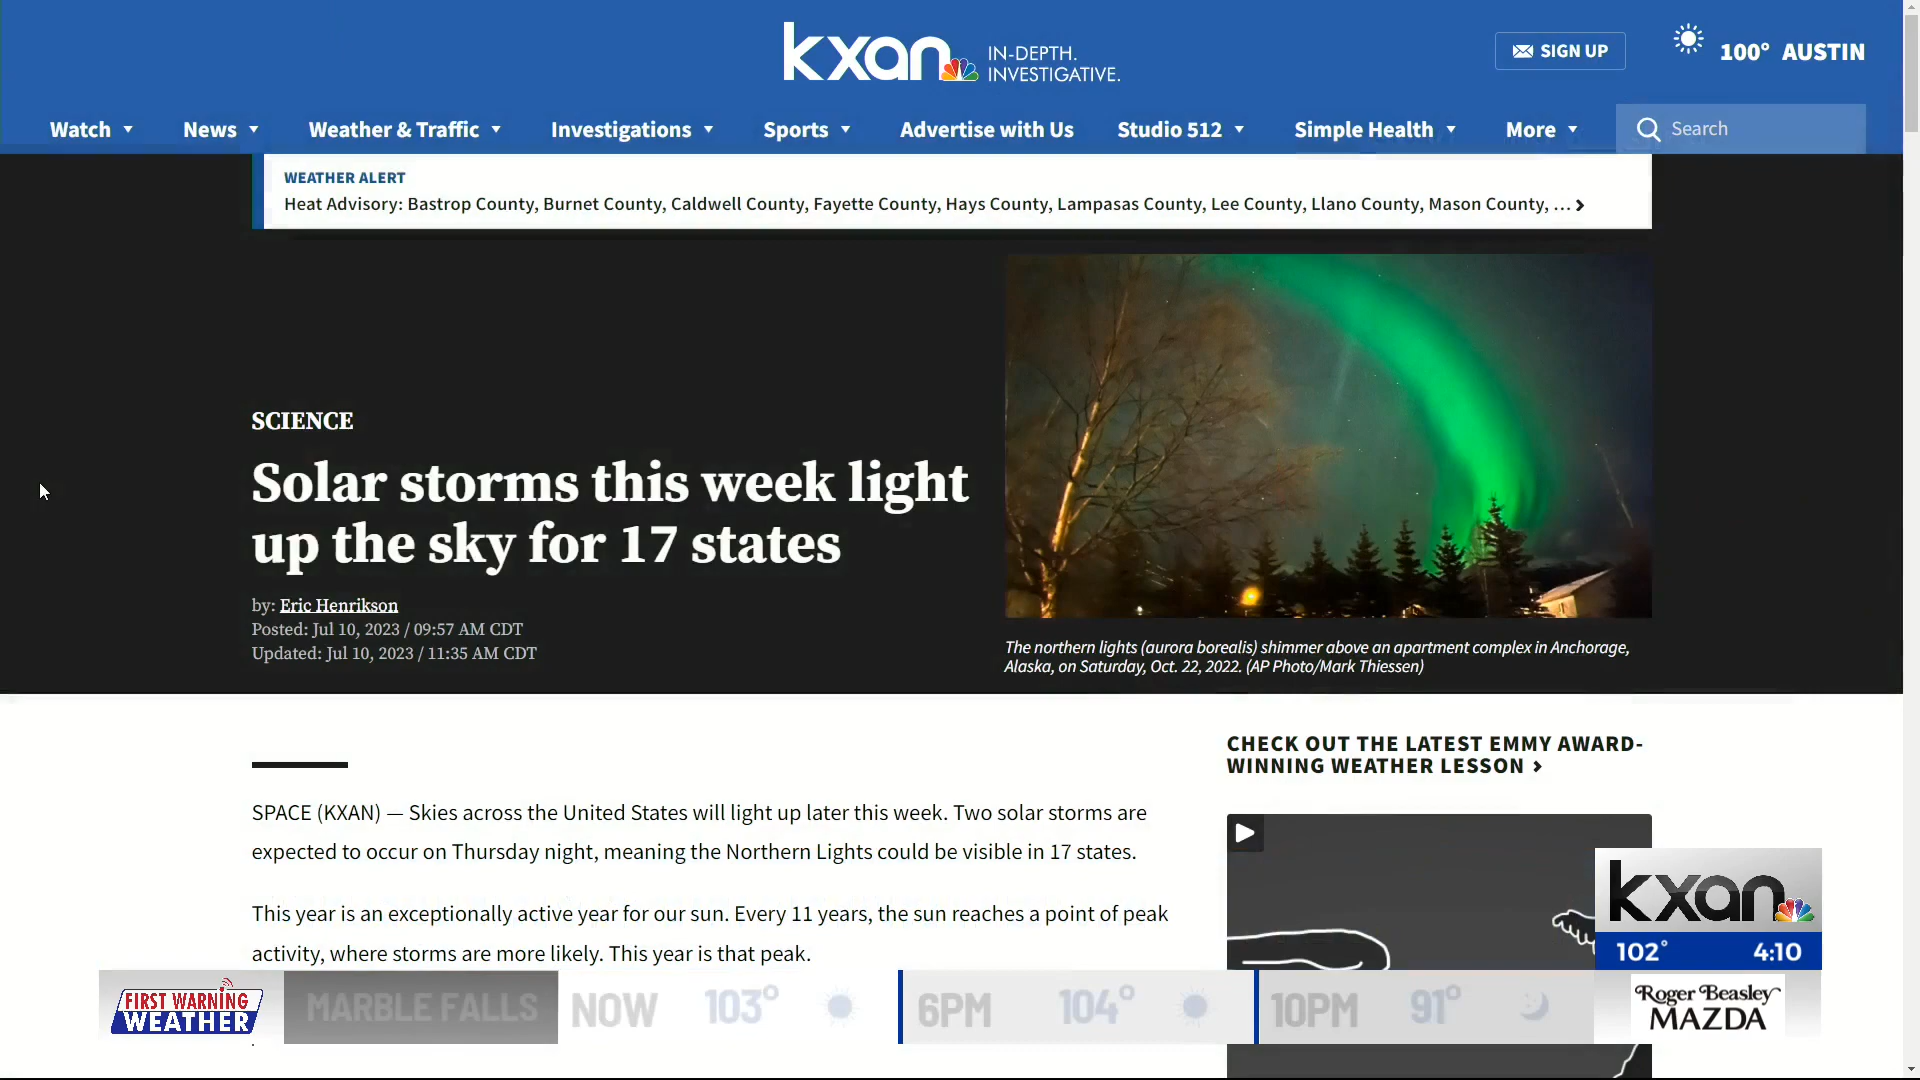 kxan IN-DEPTH.
INVESTIGATIVE.
SIGN UP
100° AUSTIN
Watch News Weather & Traffic Investigations Sports Advertise with Us Studio 512 Simple Health More Search
WEATHER ALERT
Heat Advisory: Bastrop County, Burnet County, Caldwell County, Fayette County, Hays County, Lampasas County, Lee County, Llano County, Mason County, ...
SCIENCE
Solar storms this week light
up the sky for 17 states
by: Eric Henrikson
Posted: Jul 10, 2023 / 09:57 AM CDT
Updated: Jul 10, 2023 / 11:35 AM CDT
The northern lights (aurora borealis) shimmer above an apartment complex in Anchorage,
Alaska, on Saturday, Oct. 22, 2022. (AP Photo/Mark Thiessen)
SPACE (KXAN) — Skies across the United States will light up later this week. Two solar storms are
expected to occur on Thursday night, meaning the Northern Lights could be visible in 17 states.
This year is an exceptionally active year for our sun. Every 11 years, the sun reaches a point of peak
activity, where storms are more likely. This year is that peak.
CHECK OUT THE LATEST EMMY AWARD-
WINNING WEATHER LESSON
kxan
102° 4:10
FIRST WARNING
WEATHER
MARBLE FALLS NOW 103° 6PM 104° 10PM 91°
Roger Beasley
MAZDA